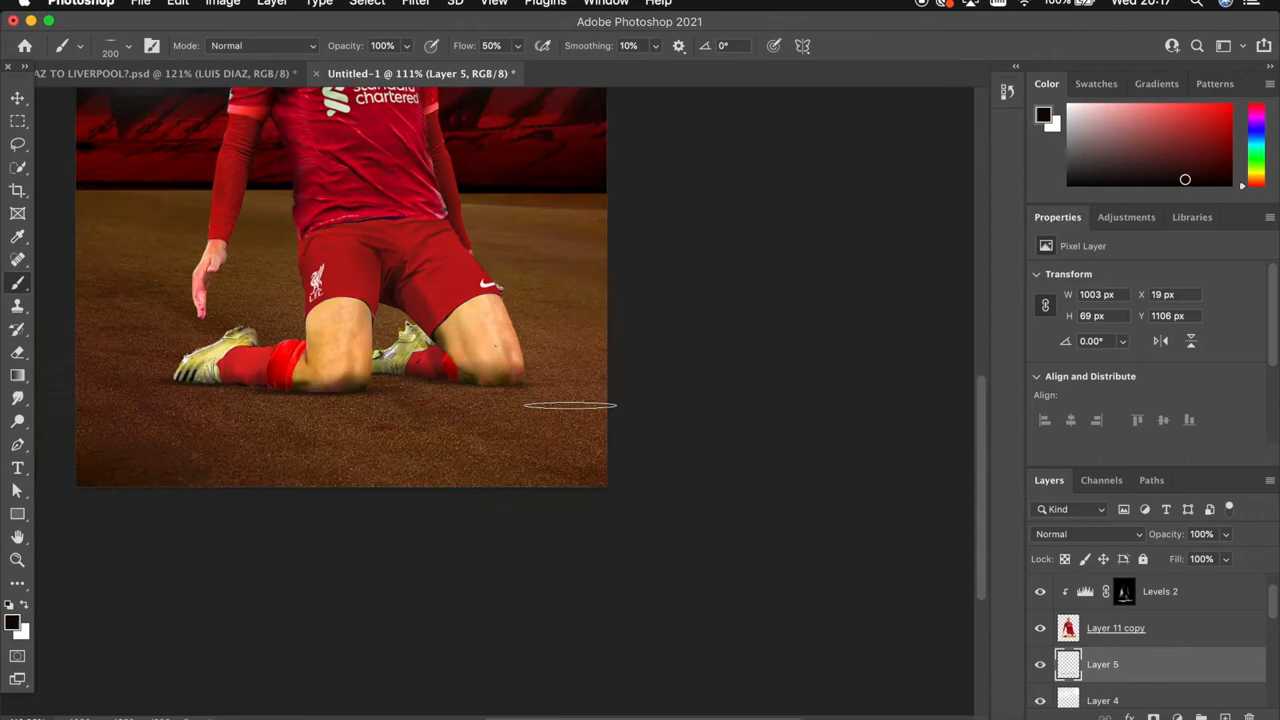 Photoshop File Edit Image Layer Type Select Filter 3D View Plugins Window Help 100% Wed 20:17
Adobe Photoshop 2021
200 Mode: Normal Opacity: 100% Flow: 50% Smoothing: 10% 0°
AZ TO LIVERPOOL?.psd @ 121% (LUIS DIAZ, RGB/8) * × Untitled-1 @ 111% (Layer 5, RGB/8) *
Color Swatches Gradients Patterns
standard
chartered
L.F.C.
Properties Adjustments Libraries
Pixel Layer
Transform
W 1003 px X 19 px
H 69 px Y 1106 px
0.00°
Align and Distribute
Align:
Layers Channels Paths
Kind
Normal Opacity: 100%
Lock: Fill: 100%
Levels 2
Layer 11 copy
Layer 5
Layer 4